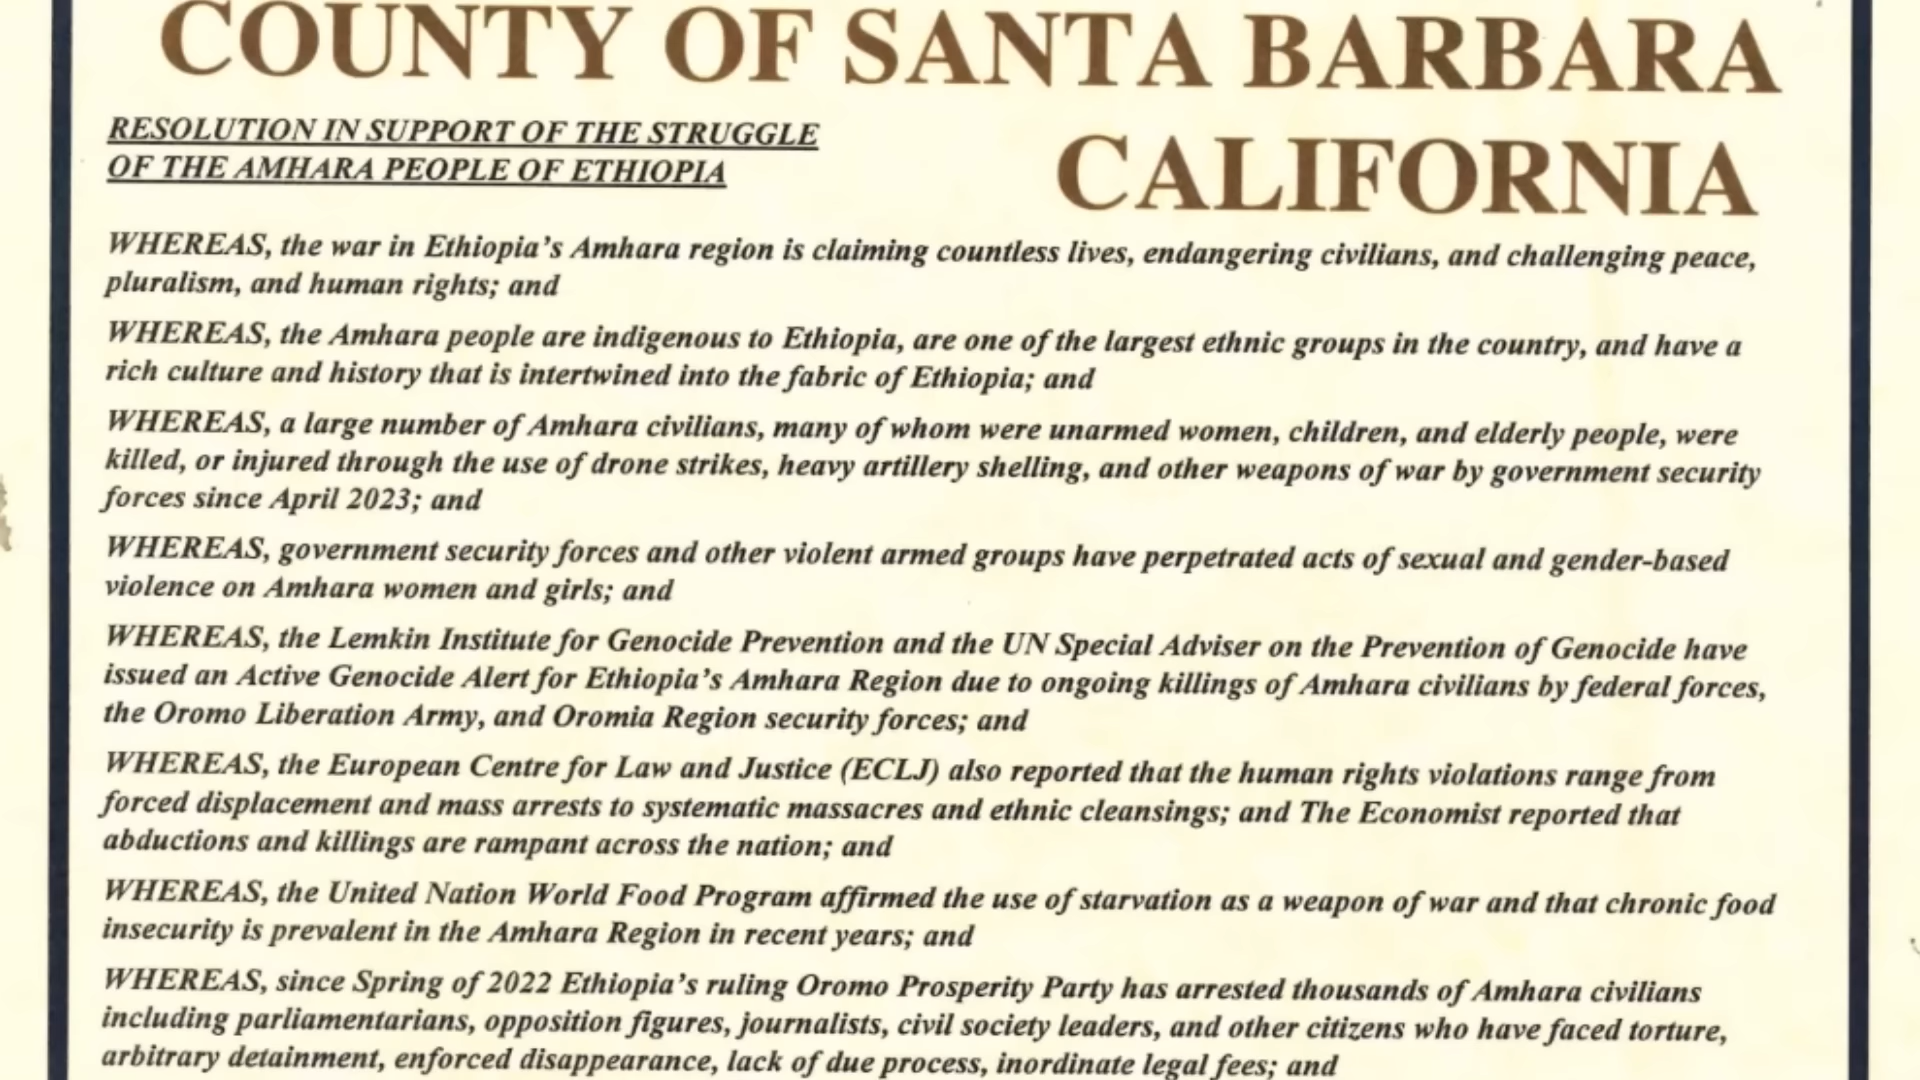 COUNTY OF SANTA BARBARA
CALIFORNIA
RESOLUTION IN SUPPORT OF THE STRUGGLE
OF THE AMHARA PEOPLE OF ETHIOPIA
WHEREAS, the war in Ethiopia's Amhara region is claiming countless lives, endangering civilians, and challenging peace,
pluralism, and human rights; and
WHEREAS, the Amhara people are indigenous to Ethiopia, are one of the largest ethnic groups in the country, and have a
rich culture and history that is intertwined into the fabric of Ethiopia; and
WHEREAS, a large number of Amhara civilians, many of whom were unarmed women, children, and elderly people, were
killed, or injured through the use of drone strikes, heavy artillery shelling, and other weapons of war by government security
forces since April 2023; and
WHEREAS, government security forces and other violent armed groups have perpetrated acts of sexual and gender-based
violence on Amhara women and girls; and
WHEREAS, the Lemkin Institute for Genocide Prevention and the UN Special Adviser on the Prevention of Genocide have
issued an Active Genocide Alert for Ethiopia's Amhara Region due to ongoing killings of Amhara civilians by federal forces,
the Oromo Liberation Army, and Oromia Region security forces; and
WHEREAS, the European Centre for Law and Justice (ECLJ) also reported that the human rights violations range from
forced displacement and mass arrests to systematic massacres and ethnic cleansings; and The Economist reported that
abductions and killings are rampant across the nation; and
WHEREAS, the United Nation World Food Program affirmed the use of starvation as a weapon of war and that chronic food
insecurity is prevalent in the Amhara Region in recent years; and
WHEREAS, since Spring of 2022 Ethiopia's ruling Oromo Prosperity Party has arrested thousands of Amhara civilians
including parliamentarians, opposition figures, journalists, civil society leaders, and other citizens who have faced torture,
arbitrary detainment, enforced disappearance, lack of due process, inordinate legal fees; and